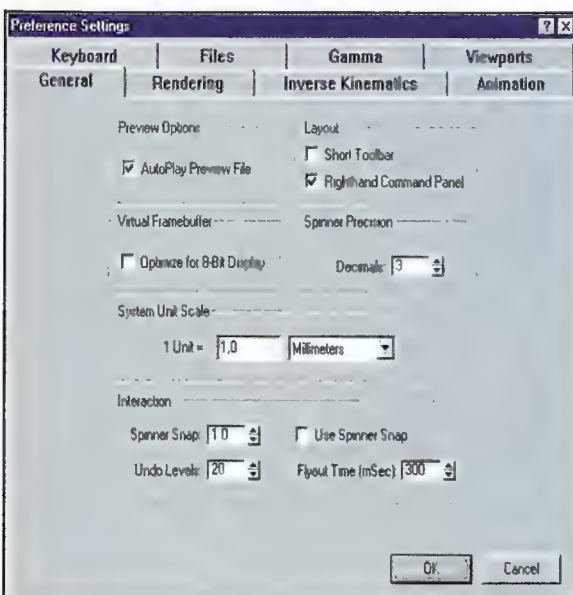 Preference Settings
Keyboard Files Gamma Viewports
General Rendering Inverse Kinematics Animation
Preview Options Layout
AutoPlay Preview File Short Toolbar
Righthand Command Panel
Virtual Framebuffer Spinner Precision
Optimize for 8-Bit Display Decimals: 3
System Unit Scale
1 Unit = 1,0 Millimeters
Interaction
Spinner Snap: 1.0 Use Spinner Snap
Undo Levels: 20 Flyout Time (mSec): 300
OK Cancel